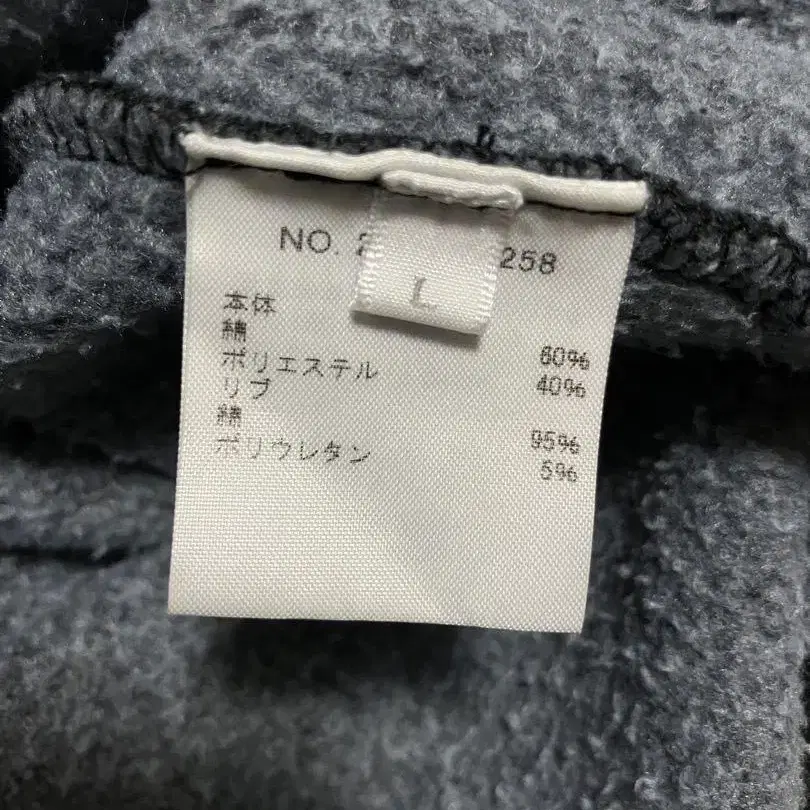 NO. 2 258
L
本体
綿 60%
ポリエステル 40%
リブ
綿 95%
ポリウレタン 5%